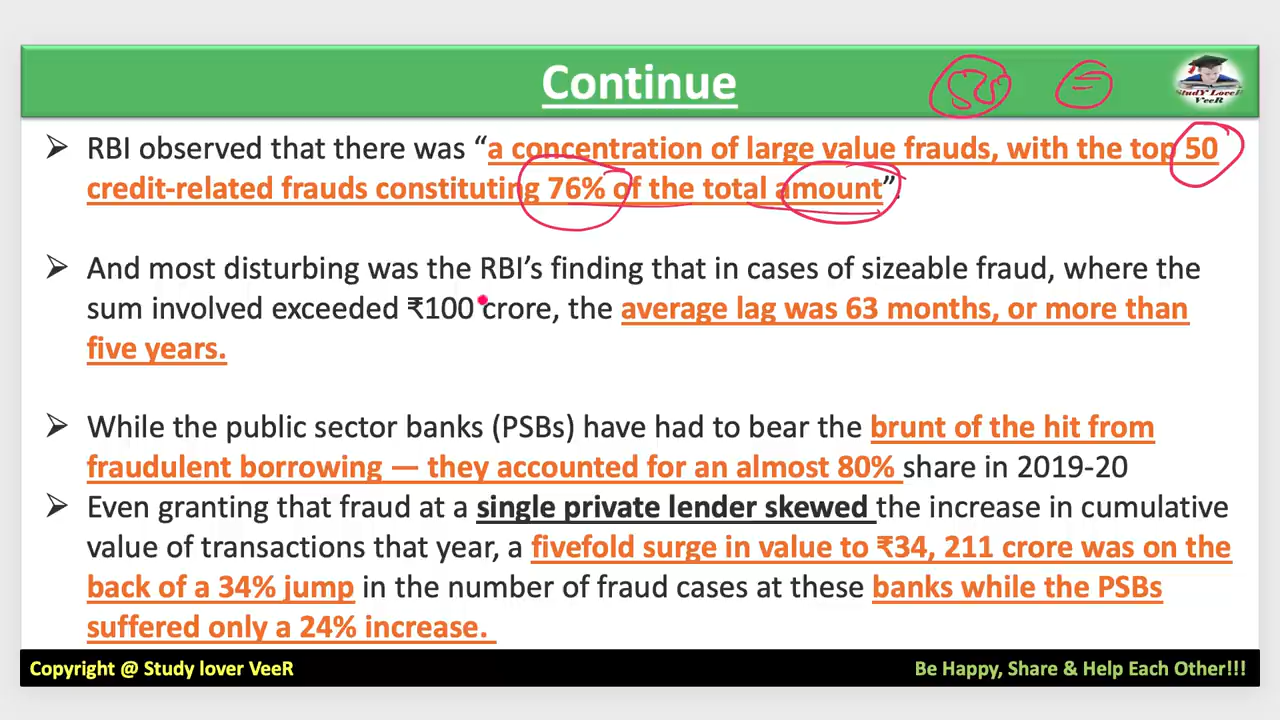 Continue
50
StudY LoveR
VeeR
➢ RBI observed that there was “a concentration of large value frauds, with the top 50
credit-related frauds constituting 76% of the total amount”.
➢ And most disturbing was the RBI’s finding that in cases of sizeable fraud, where the
sum involved exceeded ₹100 crore, the average lag was 63 months, or more than
five years.
➢ While the public sector banks (PSBs) have had to bear the brunt of the hit from
fraudulent borrowing — they accounted for an almost 80% share in 2019-20
➢ Even granting that fraud at a single private lender skewed the increase in cumulative
value of transactions that year, a fivefold surge in value to ₹34, 211 crore was on the
back of a 34% jump in the number of fraud cases at these banks while the PSBs
suffered only a 24% increase.
Copyright @ Study lover VeeR
Be Happy, Share & Help Each Other!!!